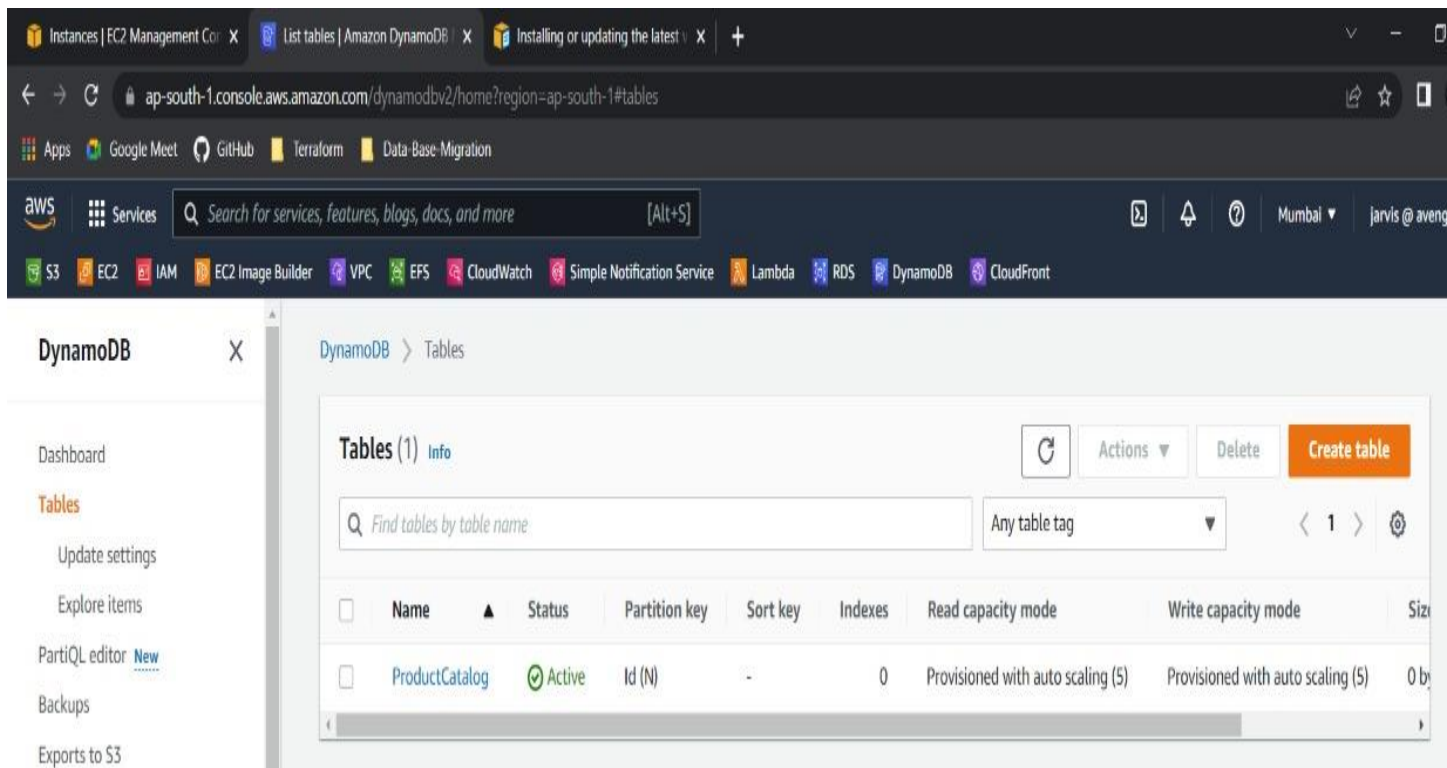 Instances | EC2 Management Con X List tables | Amazon DynamoDB X Installing or updating the latest v X +
ap-south-1.console.aws.amazon.com/dynamodbv2/home?region=ap-south-1#tables
Apps Google Meet GitHub Terraform Data-Base-Migration
aws Services Search for services, features, blogs, docs, and more [Alt+S] Mumbai ▼ jarvis @ aveng
S3 EC2 IAM EC2 Image Builder VPC EFS CloudWatch Simple Notification Service Lambda RDS DynamoDB CloudFront
DynamoDB X
DynamoDB > Tables
Dashboard
Tables
Update settings
Explore items
PartiQL editor New
Backups
Exports to S3
Tables (1) Info Actions ▼ Delete Create table
Find tables by table name Any table tag ▼ < 1 >
Name ▲ Status Partition key Sort key Indexes Read capacity mode Write capacity mode Size
ProductCatalog Active Id (N) - 0 Provisioned with auto scaling (5) Provisioned with auto scaling (5) 0 by